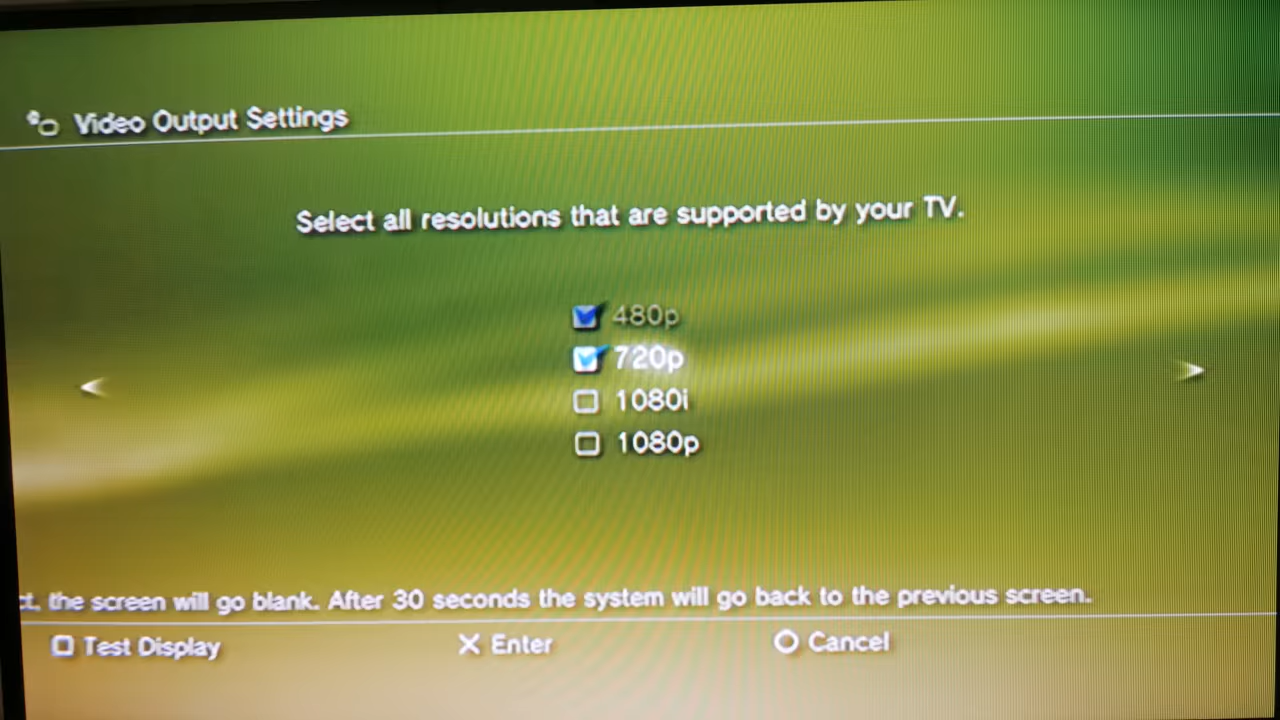 Video Output Settings
Select all resolutions that are supported by your TV.
480p
720p
1080i
1080p
the screen will go blank. After 30 seconds the system will go back to the previous screen.
Test Display
Enter
Cancel